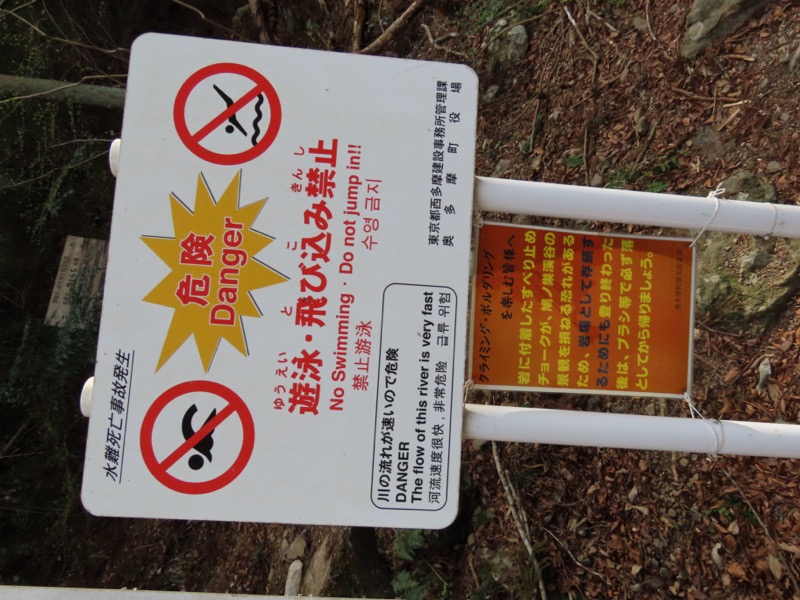 水難死亡事故発生
危険
Danger
ゆうえい と こ きんし
遊泳・飛び込み禁止
No Swimming・Do not jump in!!
禁止游泳 수영 금지
川の流れが速いので危険
DANGER
The flow of this river is very fast
河流速度很快，非常危险 급류 위험
東京都西多摩建設事務所管理課
奥多摩町役場
クライミング・ボルダリング
を楽しむ皆様へ
岩に付着したすべり止め
チョークが、鳩ノ巣渓谷の
景観を損ねる恐れがある
ため、岩壁として存続す
るためにも登り終わった
後は、ブラシ等で必ず落
としてから帰りましょう。